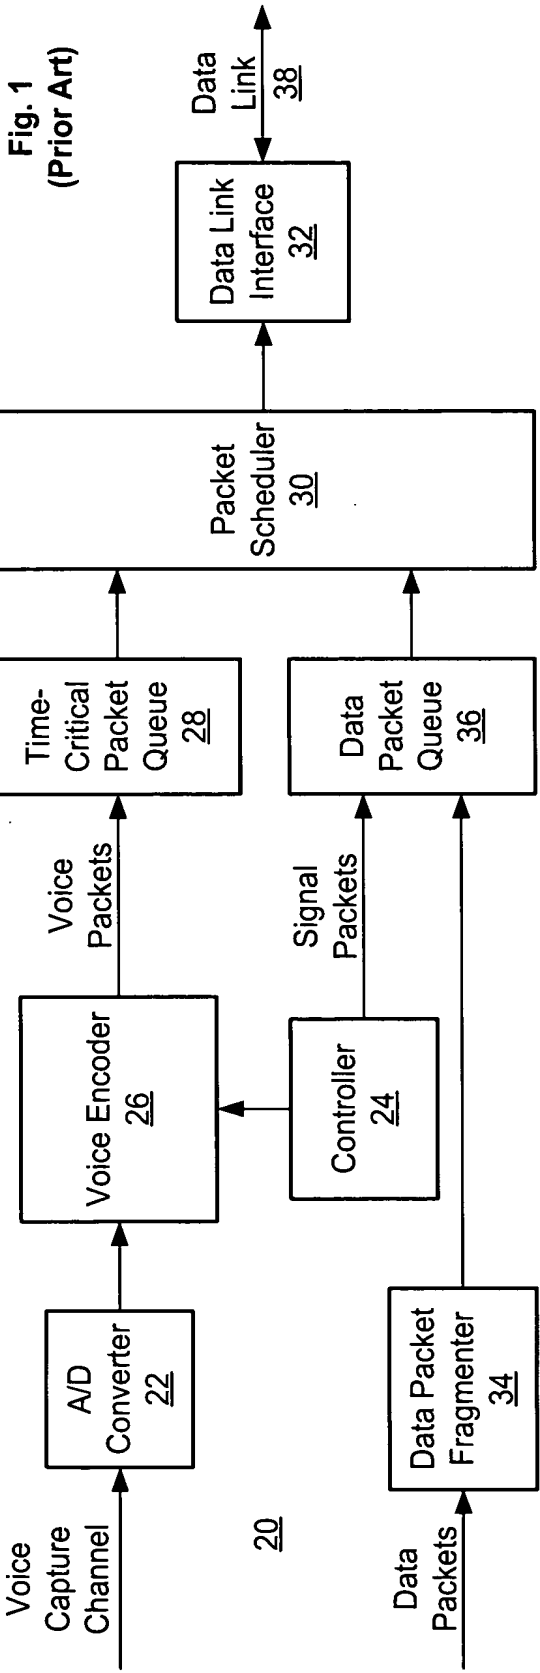 Fig. 1
(Prior Art)
Voice
Capture
Channel
A/D
Converter
22
Voice Encoder
26
Voice
Packets
Time-
Critical
Packet
Queue
28
Packet
Scheduler
30
Data Link
Interface
32
Data
Link
38
20
Controller
24
Signal
Packets
Data
Packet
Queue
36
Data
Packets
Data Packet
Fragmenter
34